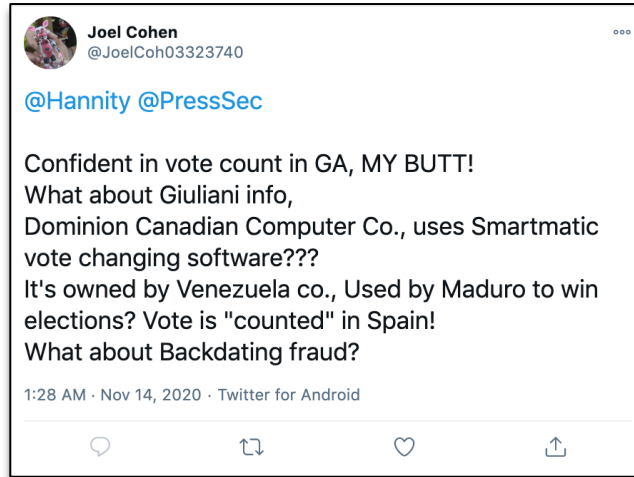 Joel Cohen
@JoelCoh03323740
@Hannity @PressSec
Confident in vote count in GA, MY BUTT!
What about Giuliani info,
Dominion Canadian Computer Co., uses Smartmatic
vote changing software???
It's owned by Venezuela co., Used by Maduro to win
elections? Vote is "counted" in Spain!
What about Backdating fraud?
1:28 AM · Nov 14, 2020 · Twitter for Android